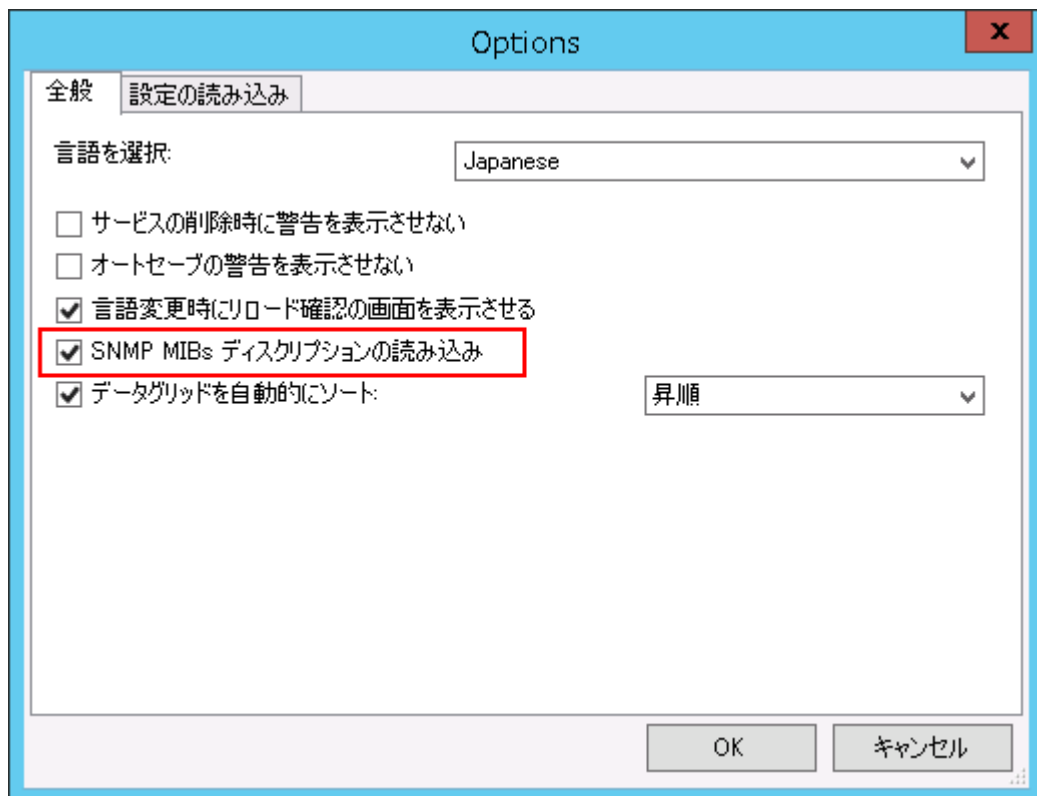 Options
x
全般 設定の読み込み
言語を選択: Japanese
サービスの削除時に警告を表示させない
オートセーブの警告を表示させない
言語変更時にリロード確認の画面を表示させる
SNMP MIBs ディスクリプションの読み込み
データグリッドを自動的にソート: 昇順
OK キャンセル